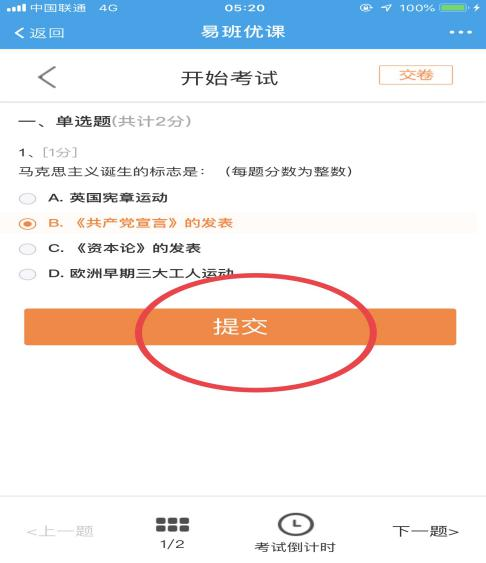 中国联通 4G 05:20 100%
返回 易班优课
开始考试 交卷
一、单选题(共计2分)
1、[1分]
马克思主义诞生的标志是： （每题分数为整数）
A. 英国宪章运动
B. 《共产党宣言》的发表
C. 《资本论》的发表
D. 欧洲早期三大工人运动
提交
<上一题 1/2 考试倒计时 下一题>